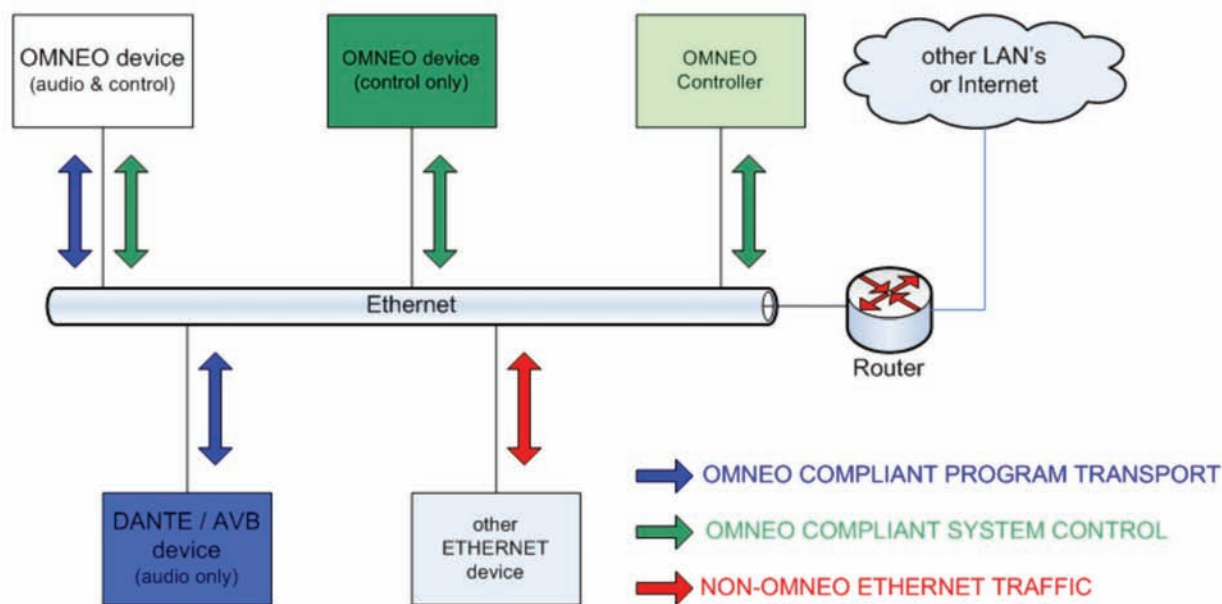 OMNEO device
(audio & control)
OMNEO device
(control only)
OMNEO
Controller
other LAN's
or Internet
Ethernet
Router
DANTE / AVB
device
(audio only)
other
ETHERNET
device
OMNEO COMPLIANT PROGRAM TRANSPORT
OMNEO COMPLIANT SYSTEM CONTROL
NON-OMNEO ETHERNET TRAFFIC